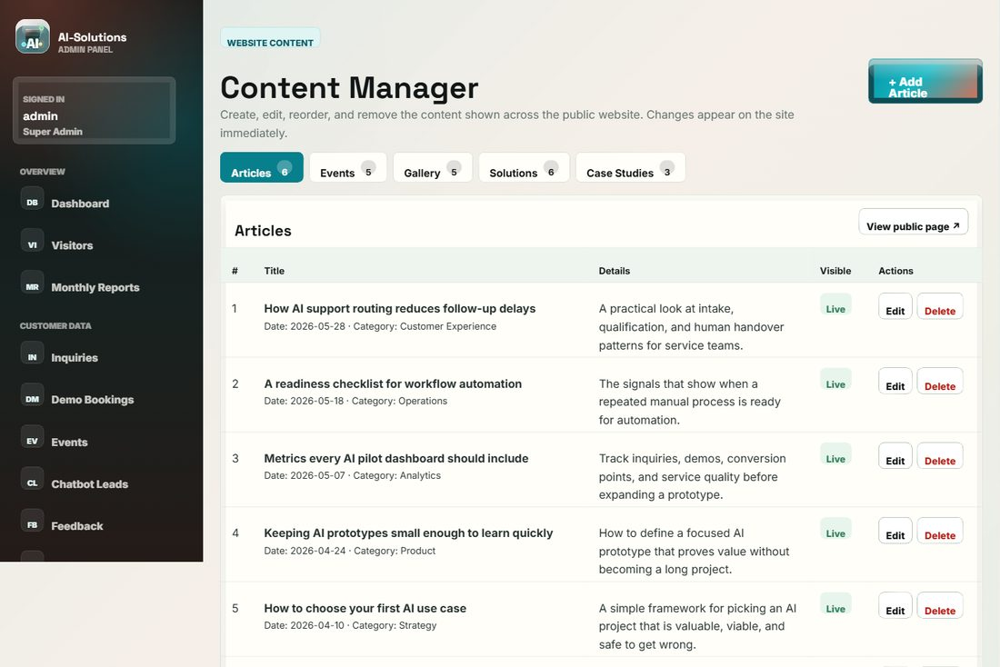 AI
AI-Solutions
ADMIN PANEL
SIGNED IN
admin
Super Admin
OVERVIEW
DB Dashboard
VI Visitors
MR Monthly Reports
CUSTOMER DATA
IN Inquiries
DM Demo Bookings
EV Events
CL Chatbot Leads
FB Feedback
WEBSITE CONTENT
Content Manager
Create, edit, reorder, and remove the content shown across the public website. Changes appear on the site
immediately.
+ Add
Article
Articles 6 Events 5 Gallery 5 Solutions 6 Case Studies 3
Articles
View public page ↗
# Title Details Visible Actions
1 How AI support routing reduces follow-up delays
Date: 2026-05-28 · Category: Customer Experience
A practical look at intake,
qualification, and human handover
patterns for service teams.
Live Edit Delete
2 A readiness checklist for workflow automation
Date: 2026-05-18 · Category: Operations
The signals that show when a
repeated manual process is ready
for automation.
Live Edit Delete
3 Metrics every AI pilot dashboard should include
Date: 2026-05-07 · Category: Analytics
Track inquiries, demos, conversion
points, and service quality before
expanding a prototype.
Live Edit Delete
4 Keeping AI prototypes small enough to learn quickly
Date: 2026-04-24 · Category: Product
How to define a focused AI
prototype that proves value without
becoming a long project.
Live Edit Delete
5 How to choose your first AI use case
Date: 2026-04-10 · Category: Strategy
A simple framework for picking an AI
project that is valuable, viable, and
safe to get wrong.
Live Edit Delete